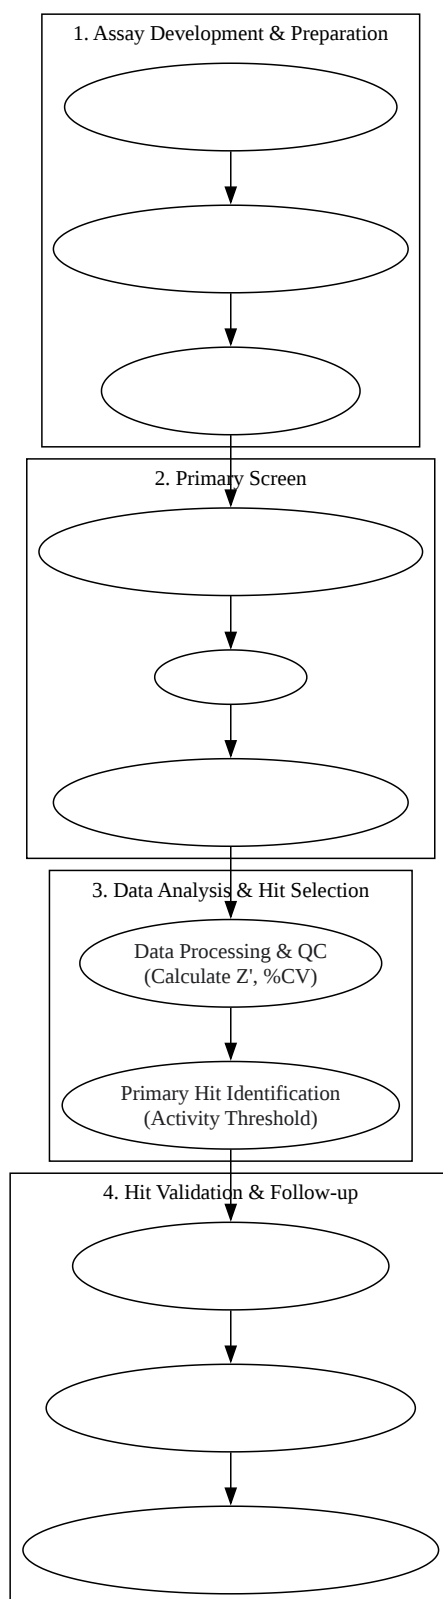 1. Assay Development & Preparation
2. Primary Screen
3. Data Analysis & Hit Selection
Data Processing & QC
(Calculate Z', %CV)
Primary Hit Identification
(Activity Threshold)
4. Hit Validation & Follow-up